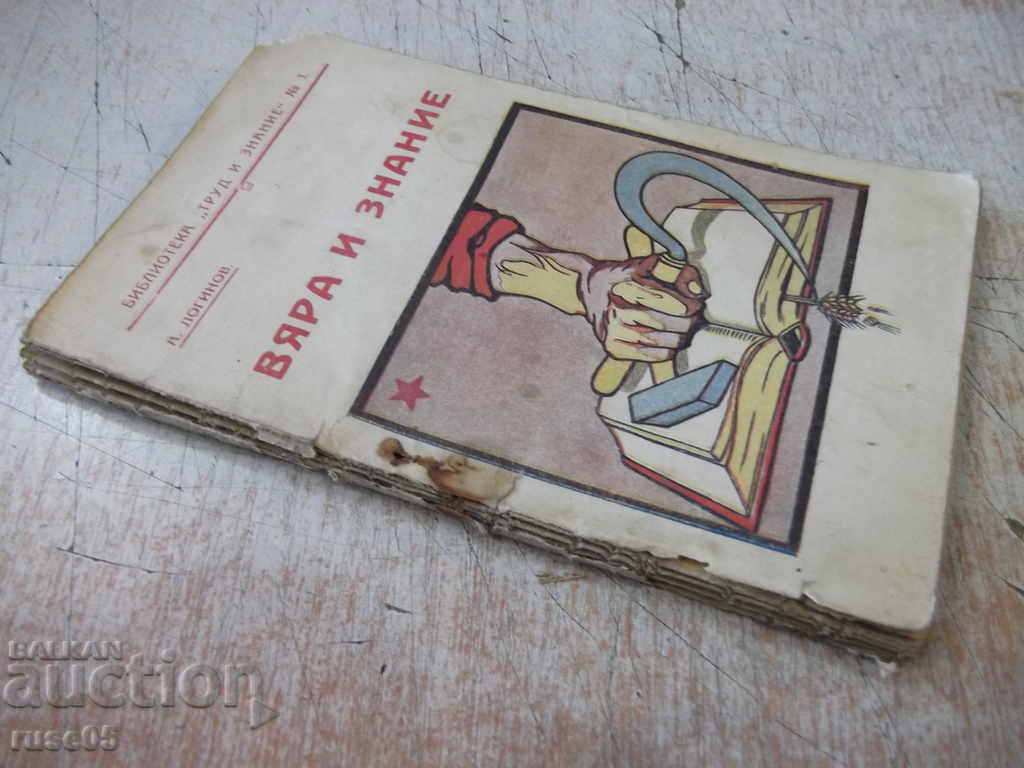 БИБЛИОТЕКА „ТРУД И ЗНАНИЕ“ № 1.
А. ЛОГИНОВ.
ВЯРА И ЗНАНИЕ
BALKAN
auction
ruse05